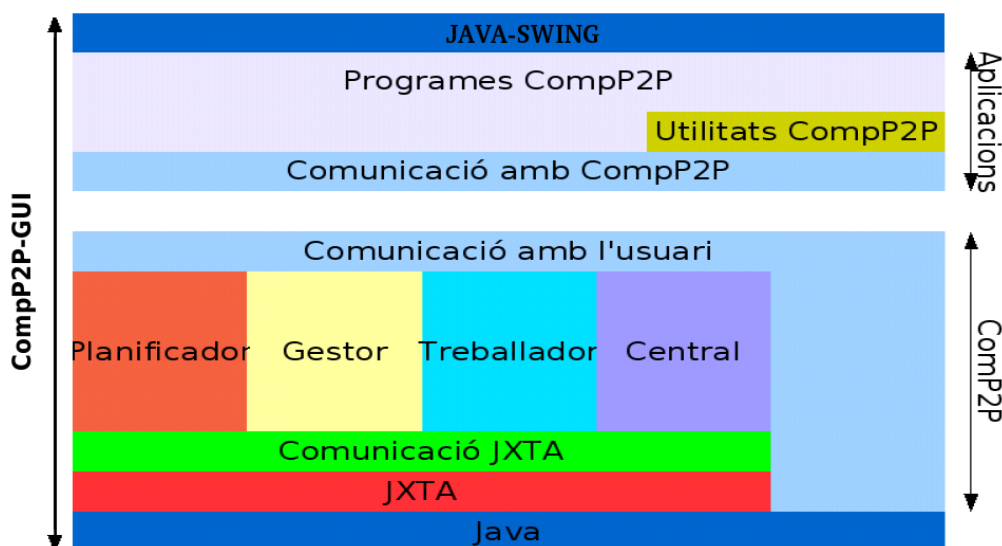 JAVA-SWING
Programes CompP2P
Utilitats CompP2P
Comunicació amb CompP2P
Aplicacions
CompP2P-GUI
Comunicació amb l'usuari
Planificador
Gestor
Treballador
Central
ComP2P
Comunicació JXTA
JXTA
Java